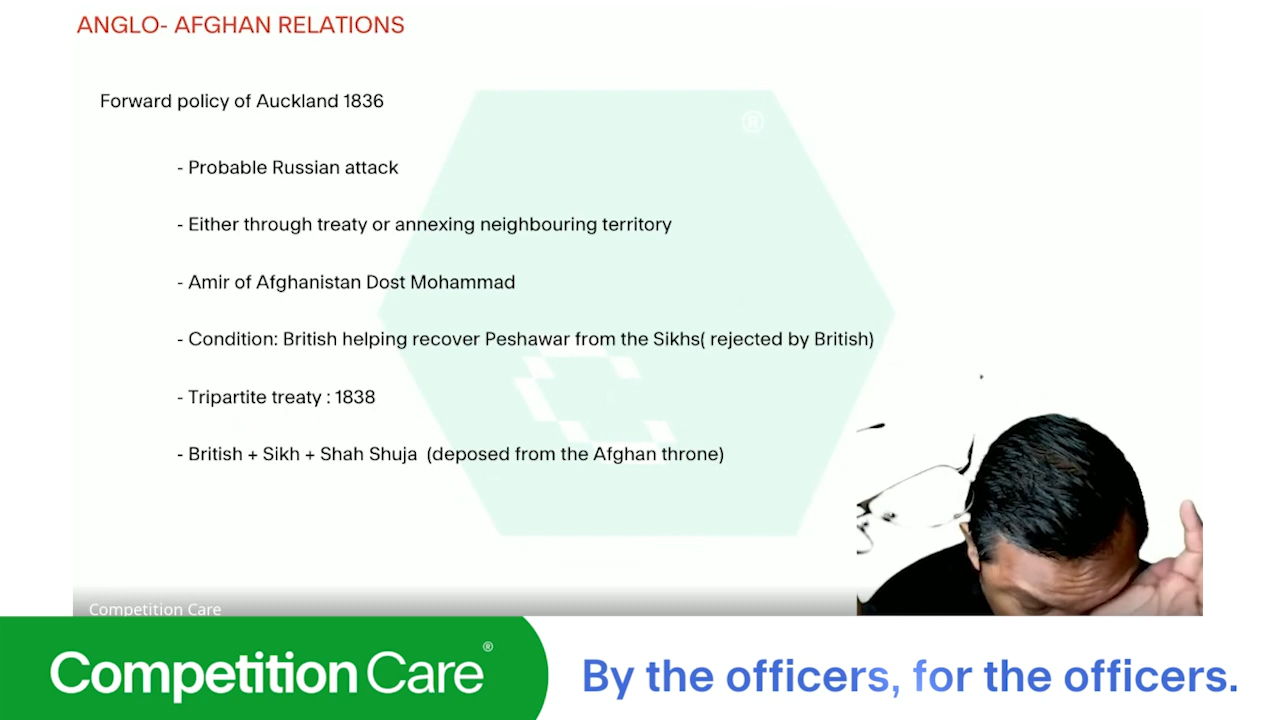 ANGLO- AFGHAN RELATIONS
Forward policy of Auckland 1836
- Probable Russian attack
- Either through treaty or annexing neighbouring territory
- Amir of Afghanistan Dost Mohammad
- Condition: British helping recover Peshawar from the Sikhs( rejected by British)
- Tripartite treaty : 1838
- British + Sikh + Shah Shuja (deposed from the Afghan throne)
Competition Care
Competition Care®
By the officers, for the officers.